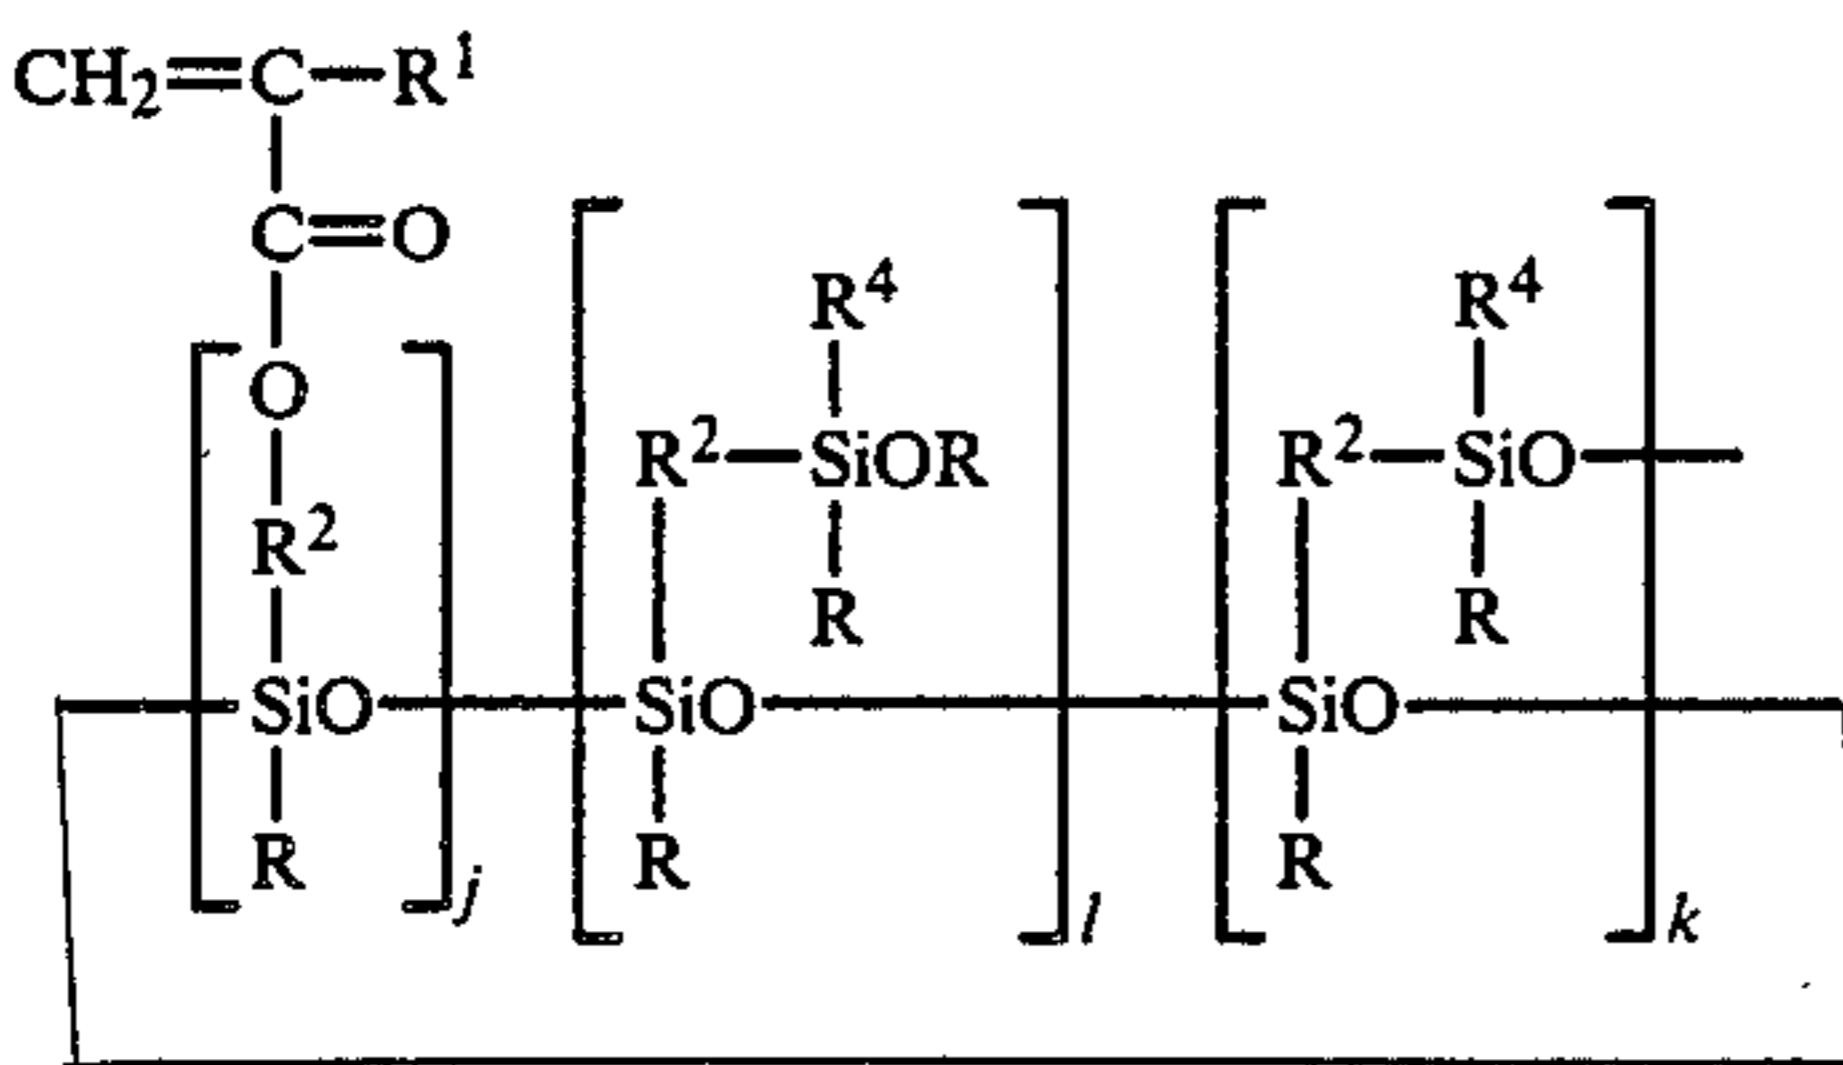 CH₂=C—R¹
C=O
R⁴ R⁴
O
R²—SiOR R²—SiO—
R²
R R
SiO SiO SiO
R R R
j l k